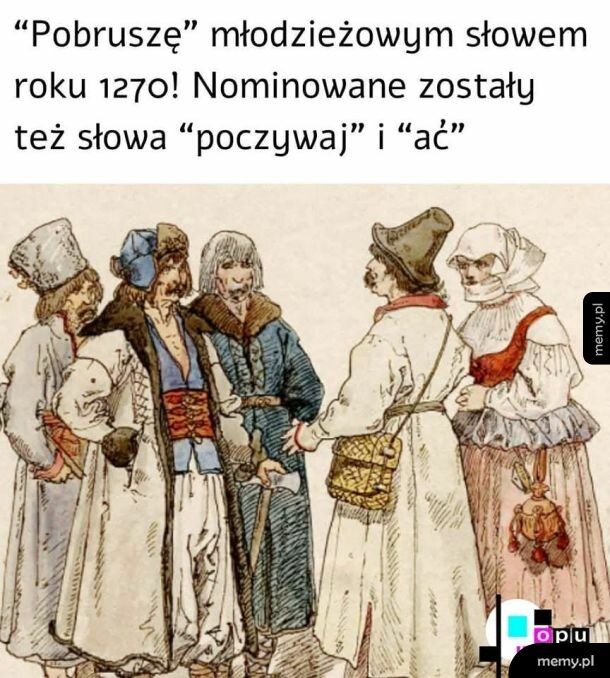 “Pobruszę” młodzieżowym słowem
roku 1270! Nominowane zostały
też słowa “poczywaj” i “ać”
memy.pl
opu
memy.pl